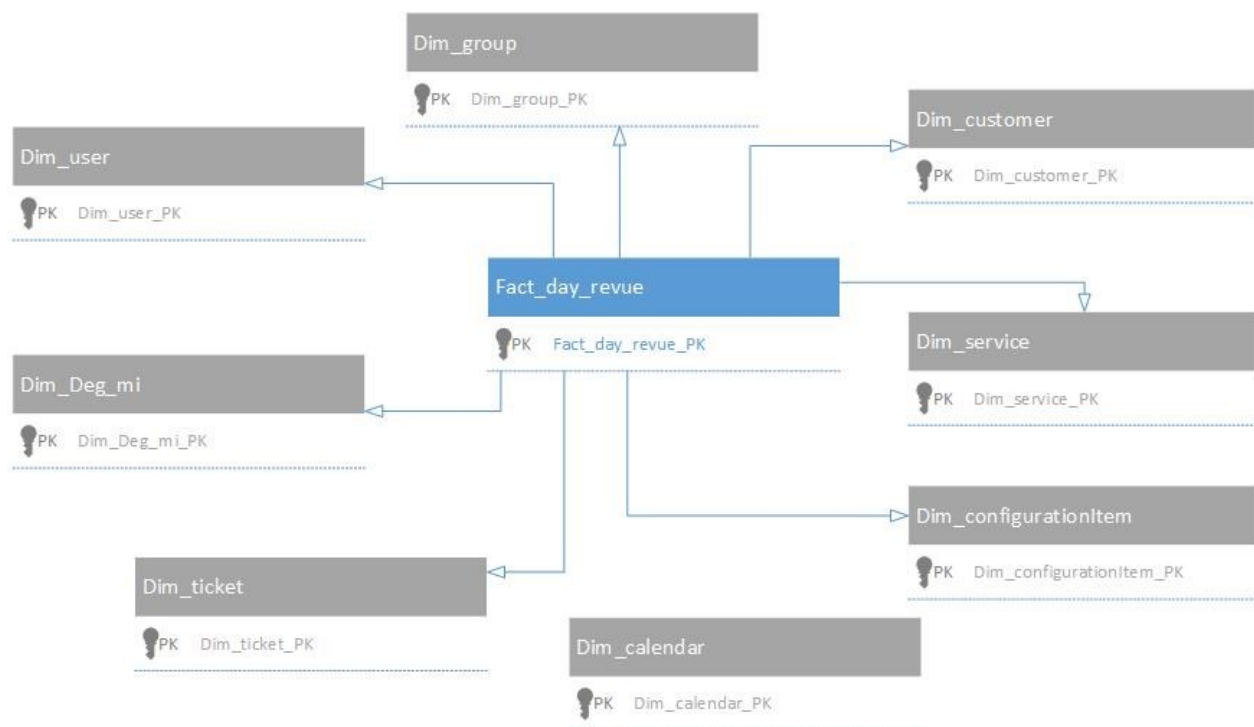 Dim_group
PK Dim_group_PK
Dim_customer
PK Dim_customer_PK
Dim_user
PK Dim_user_PK
Fact_day_revue
PK Fact_day_revue_PK
Dim_service
PK Dim_service_PK
Dim_Deg_mi
PK Dim_Deg_mi_PK
Dim_configurationItem
PK Dim_configurationItem_PK
Dim_ticket
PK Dim_ticket_PK
Dim_calendar
PK Dim_calendar_PK